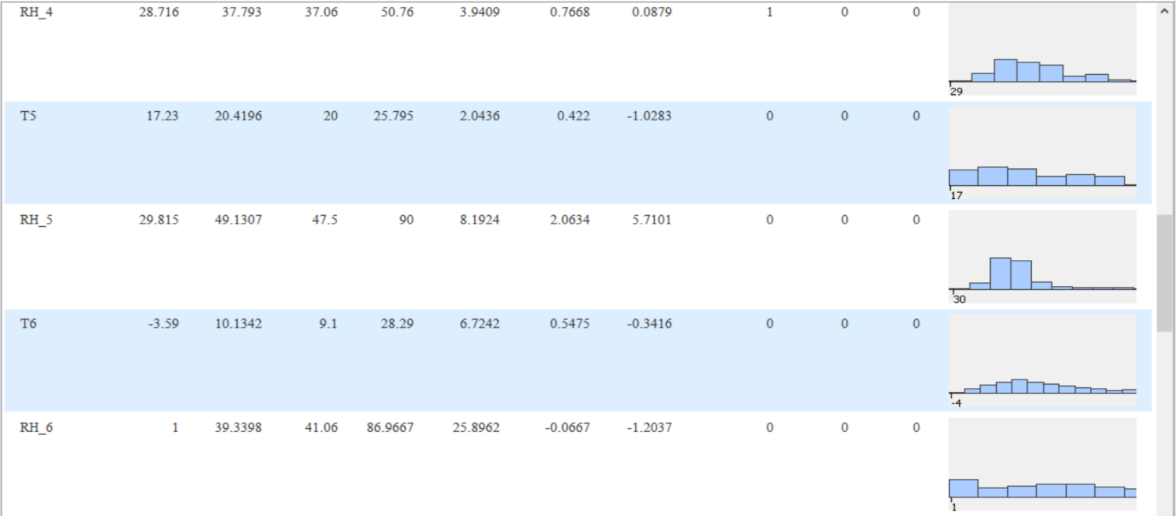 RH_4 28.716 37.793 37.06 50.76 3.9409 0.7668 0.0879 1 0 0
29
T5 17.23 20.4196 20 25.795 2.0436 0.422 -1.0283 0 0 0
17
RH_5 29.815 49.1307 47.5 90 8.1924 2.0634 5.7101 0 0 0
30
T6 -3.59 10.1342 9.1 28.29 6.7242 0.5475 -0.3416 0 0 0
-4
RH_6 1 39.3398 41.06 86.9667 25.8962 -0.0667 -1.2037 0 0 0
1